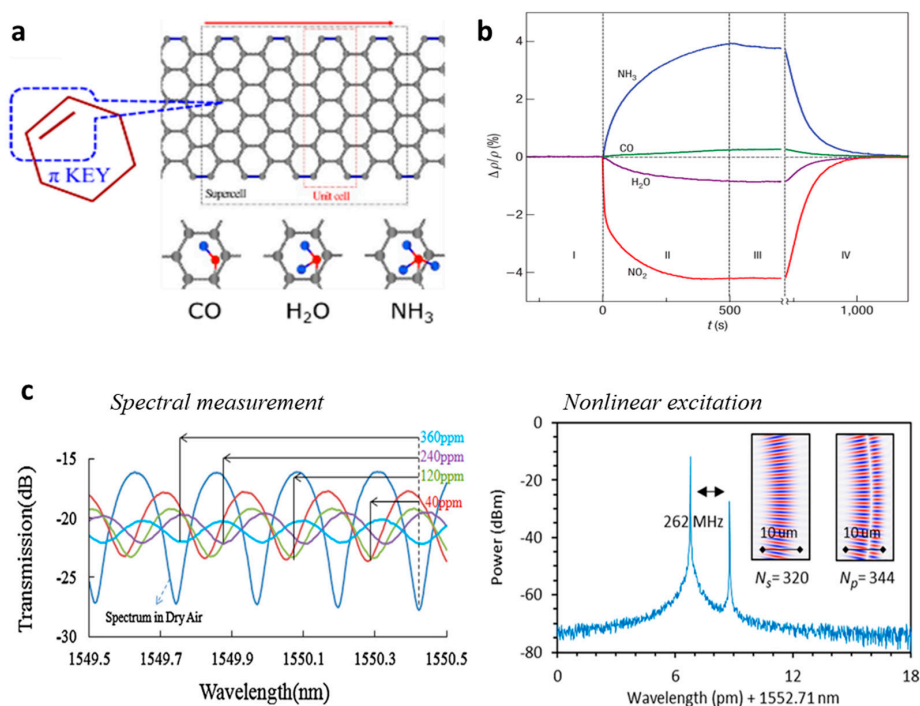 a
π KEY
Supercell
Unit cell
CO
H₂O
NH₃
b
4
2
0
−2
−4
Δ ρ/ρ (%)
NH₃
CO
H₂O
NO₂
I
II
III
IV
0
500
1,000
t (s)
c
Spectral measurement
-15
-20
-25
-30
Transmission(dB)
360ppm
240ppm
120ppm
40ppm
Spectrum in Dry Air
1549.5
1549.7
1549.9
1550.1
1550.3
1550.5
Wavelength(nm)
Nonlinear excitation
0
-20
-40
-60
-80
Power (dBm)
262 MHz
10 um
10 um
Nₛ= 320
Nₚ= 344
0
6
12
18
Wavelength (pm) + 1552.71 nm